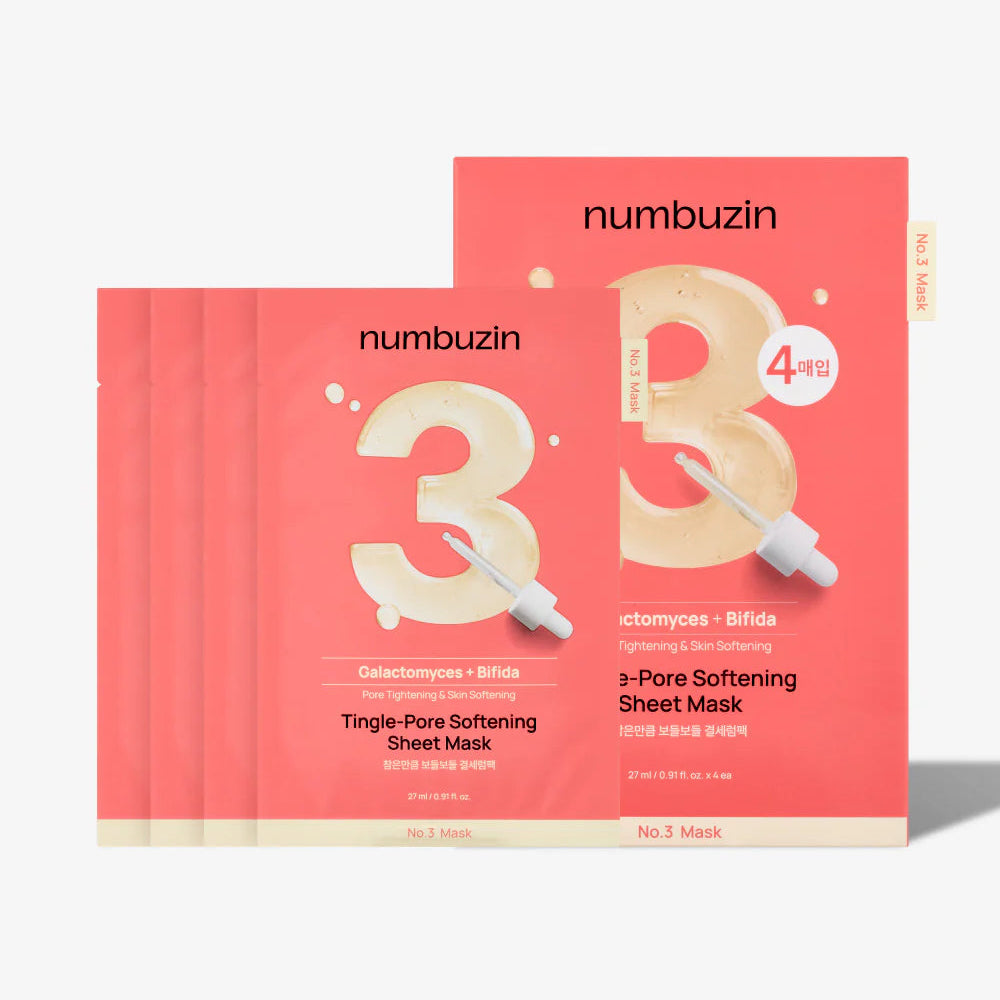 numbuzin
No.3 Mask
3
Galactomyces + Bifida
Pore Tightening & Skin Softening
Tingle-Pore Softening
Sheet Mask
참은만큼 보들보들 결세럼팩
27 ml / 0.91 fl. oz.
No.3 Mask
numbuzin
No.3 Mask
3
4매입
ctomyces + Bifida
Tightening & Skin Softening
e-Pore Softening
Sheet Mask
은만큼 보들보들 결세럼팩
27 ml / 0.91 fl. oz. x 4 ea
No.3 Mask